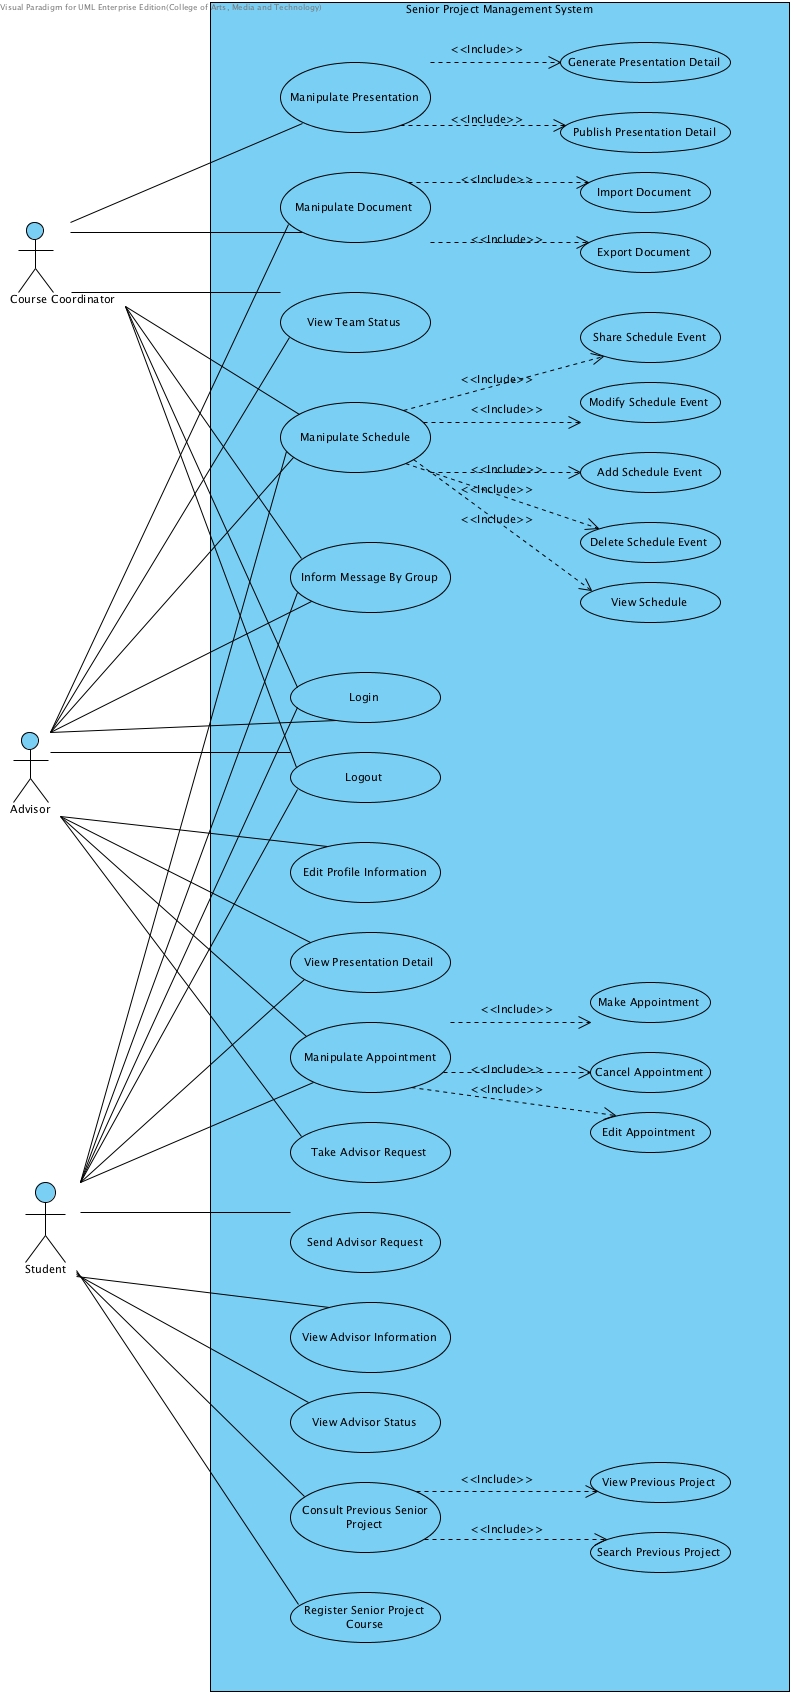 Visual Paradigm for UML Enterprise Edition(College of Arts, Media and Technology)
Senior Project Management System
<<Include>>
Generate Presentation Detail
Manipulate Presentation
<<Include>>
Publish Presentation Detail
<<Include>>
Import Document
Manipulate Document
<<Include>>
Export Document
Course Coordinator
View Team Status
Share Schedule Event
<<Include>>
Modify Schedule Event
<<Include>>
Manipulate Schedule
<<Include>>
Add Schedule Event
<<Include>>
<<Include>>
Delete Schedule Event
Inform Message By Group
View Schedule
Login
Logout
Advisor
Edit Profile Information
View Presentation Detail
<<Include>>
Make Appointment
Manipulate Appointment
<<Include>>
Cancel Appointment
<<Include>>
Edit Appointment
Take Advisor Request
Send Advisor Request
Student
View Advisor Information
View Advisor Status
<<Include>>
View Previous Project
Consult Previous Senior
Project
<<Include>>
Search Previous Project
Register Senior Project
Course